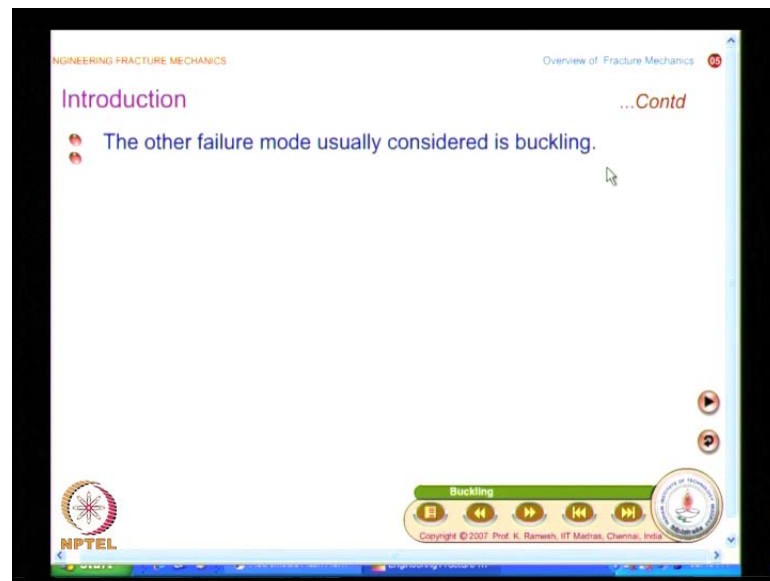 NGINEERING FRACTURE MECHANICS
Overview of Fracture Mechanics 05
Introduction
...Contd
The other failure mode usually considered is buckling.
Buckling
Copyright © 2007 Prof. K. Ramesh, IIT Madras, Chennai, India
NPTEL